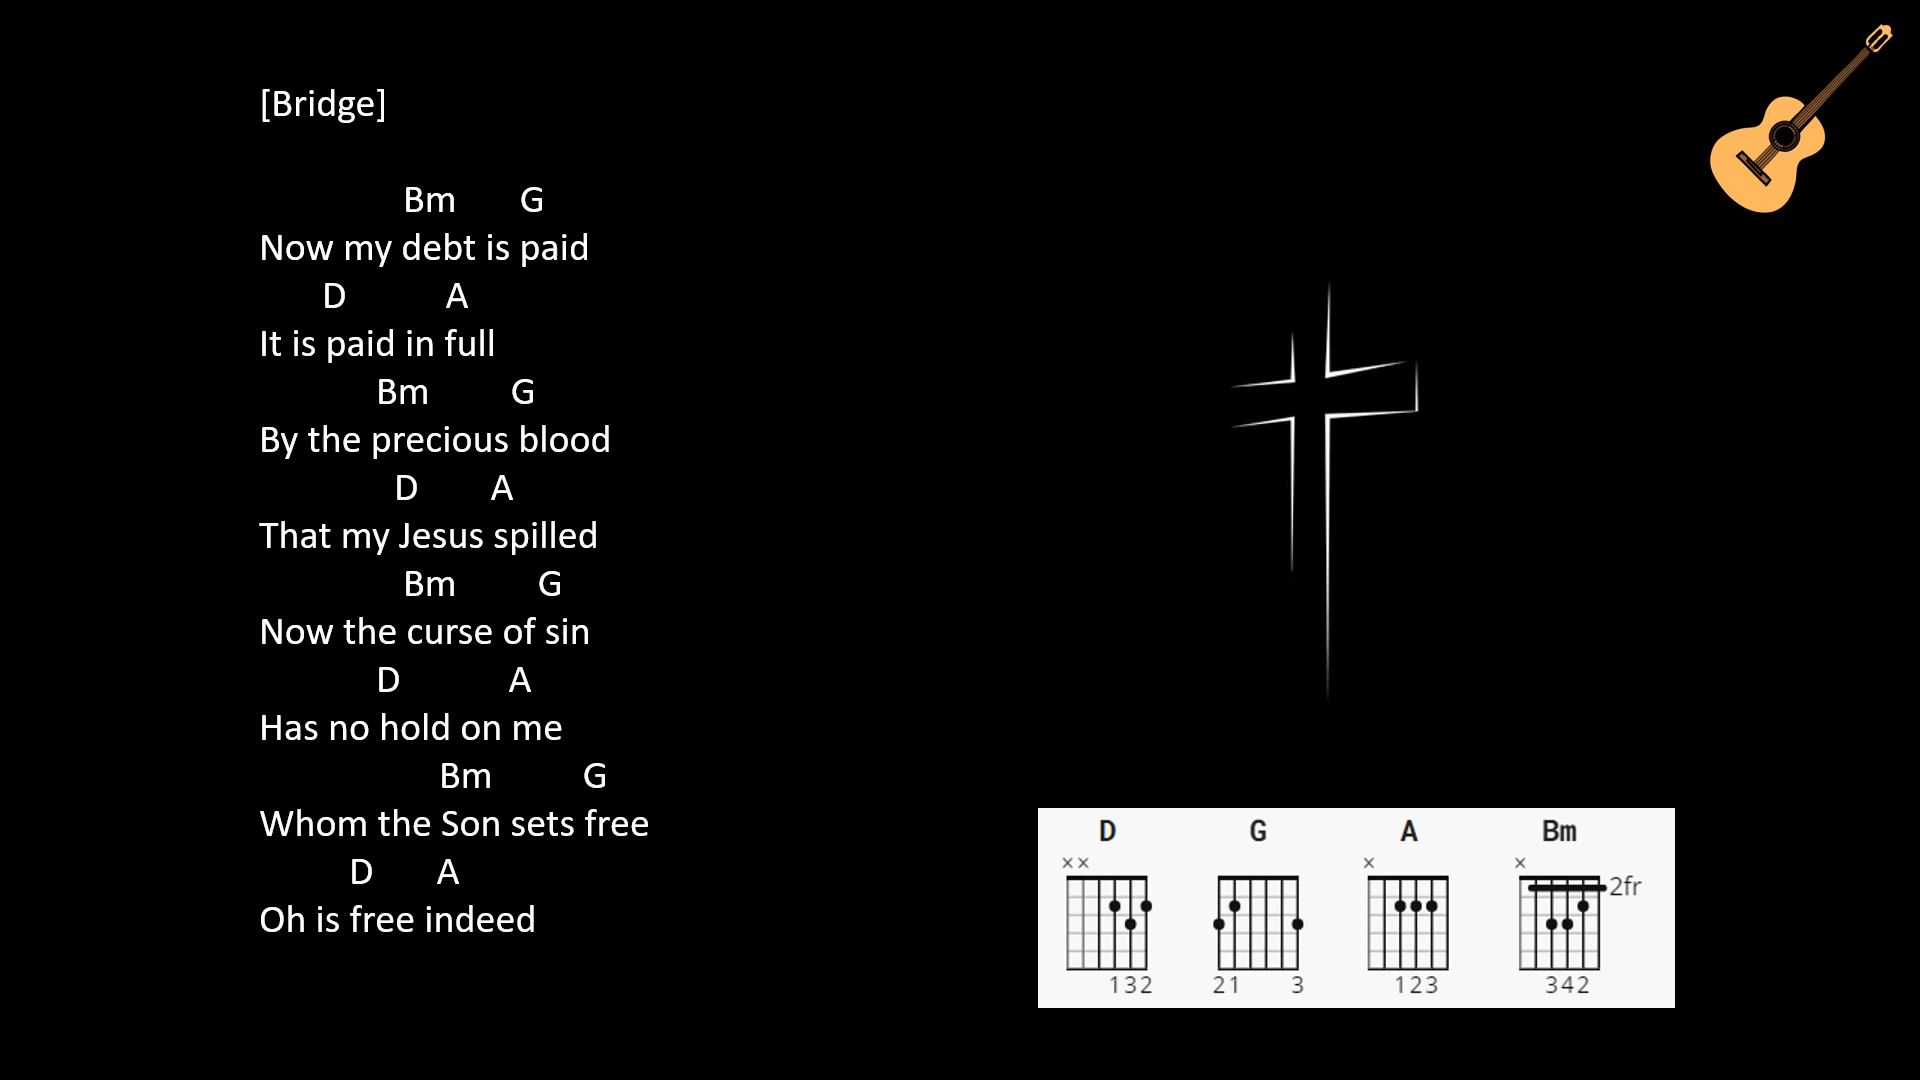 [Bridge]
Bm G
Now my debt is paid
D A
It is paid in full
Bm G
By the precious blood
D A
That my Jesus spilled
Bm G
Now the curse of sin
D A
Has no hold on me
Bm G
Whom the Son sets free
D A
Oh is free indeed
D G A Bm
×× × ×
2fr
132 21 3 123 342